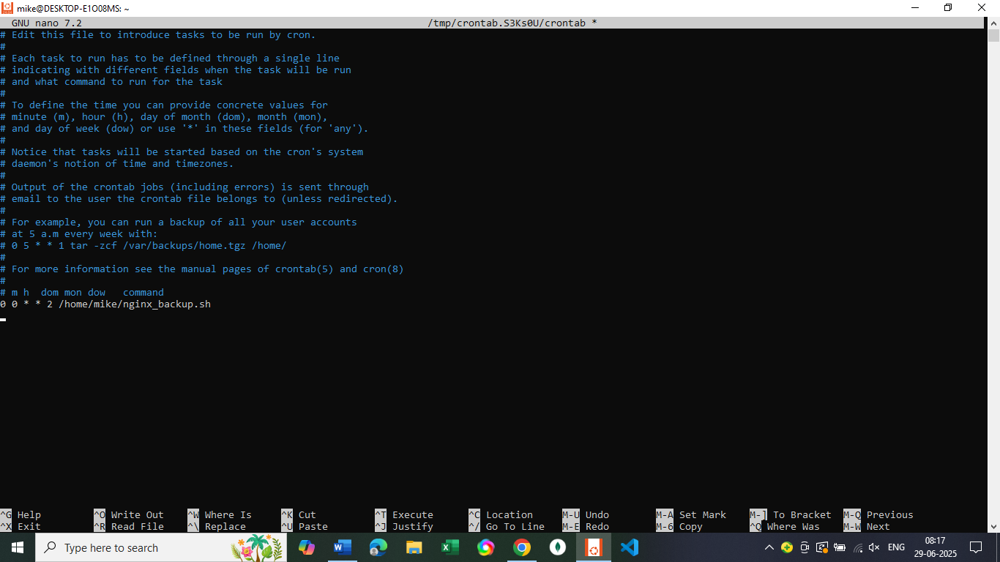 mike@DESKTOP-E1O08MS: ~
GNU nano 7.2 /tmp/crontab.S3Ks0U/crontab *
# Edit this file to introduce tasks to be run by cron.
#
# Each task to run has to be defined through a single line
# indicating with different fields when the task will be run
# and what command to run for the task
#
# To define the time you can provide concrete values for
# minute (m), hour (h), day of month (dom), month (mon),
# and day of week (dow) or use '*' in these fields (for 'any').
#
# Notice that tasks will be started based on the cron's system
# daemon's notion of time and timezones.
#
# Output of the crontab jobs (including errors) is sent through
# email to the user the crontab file belongs to (unless redirected).
#
# For example, you can run a backup of all your user accounts
# at 5 a.m every week with:
# 0 5 * * 1 tar -zcf /var/backups/home.tgz /home/
#
# For more information see the manual pages of crontab(5) and cron(8)
#
# m h  dom mon dow   command
0 0 * * 2 /home/mike/nginx_backup.sh
^G Help ^O Write Out ^W Where Is ^K Cut ^T Execute ^C Location M-U Undo M-A Set Mark M-] To Bracket M-Q Previous
^X Exit ^R Read File ^\ Replace ^U Paste ^J Justify ^/ Go To Line M-E Redo M-6 Copy ^Q Where Was M-W Next
Type here to search
ENG
08:17
29-06-2025